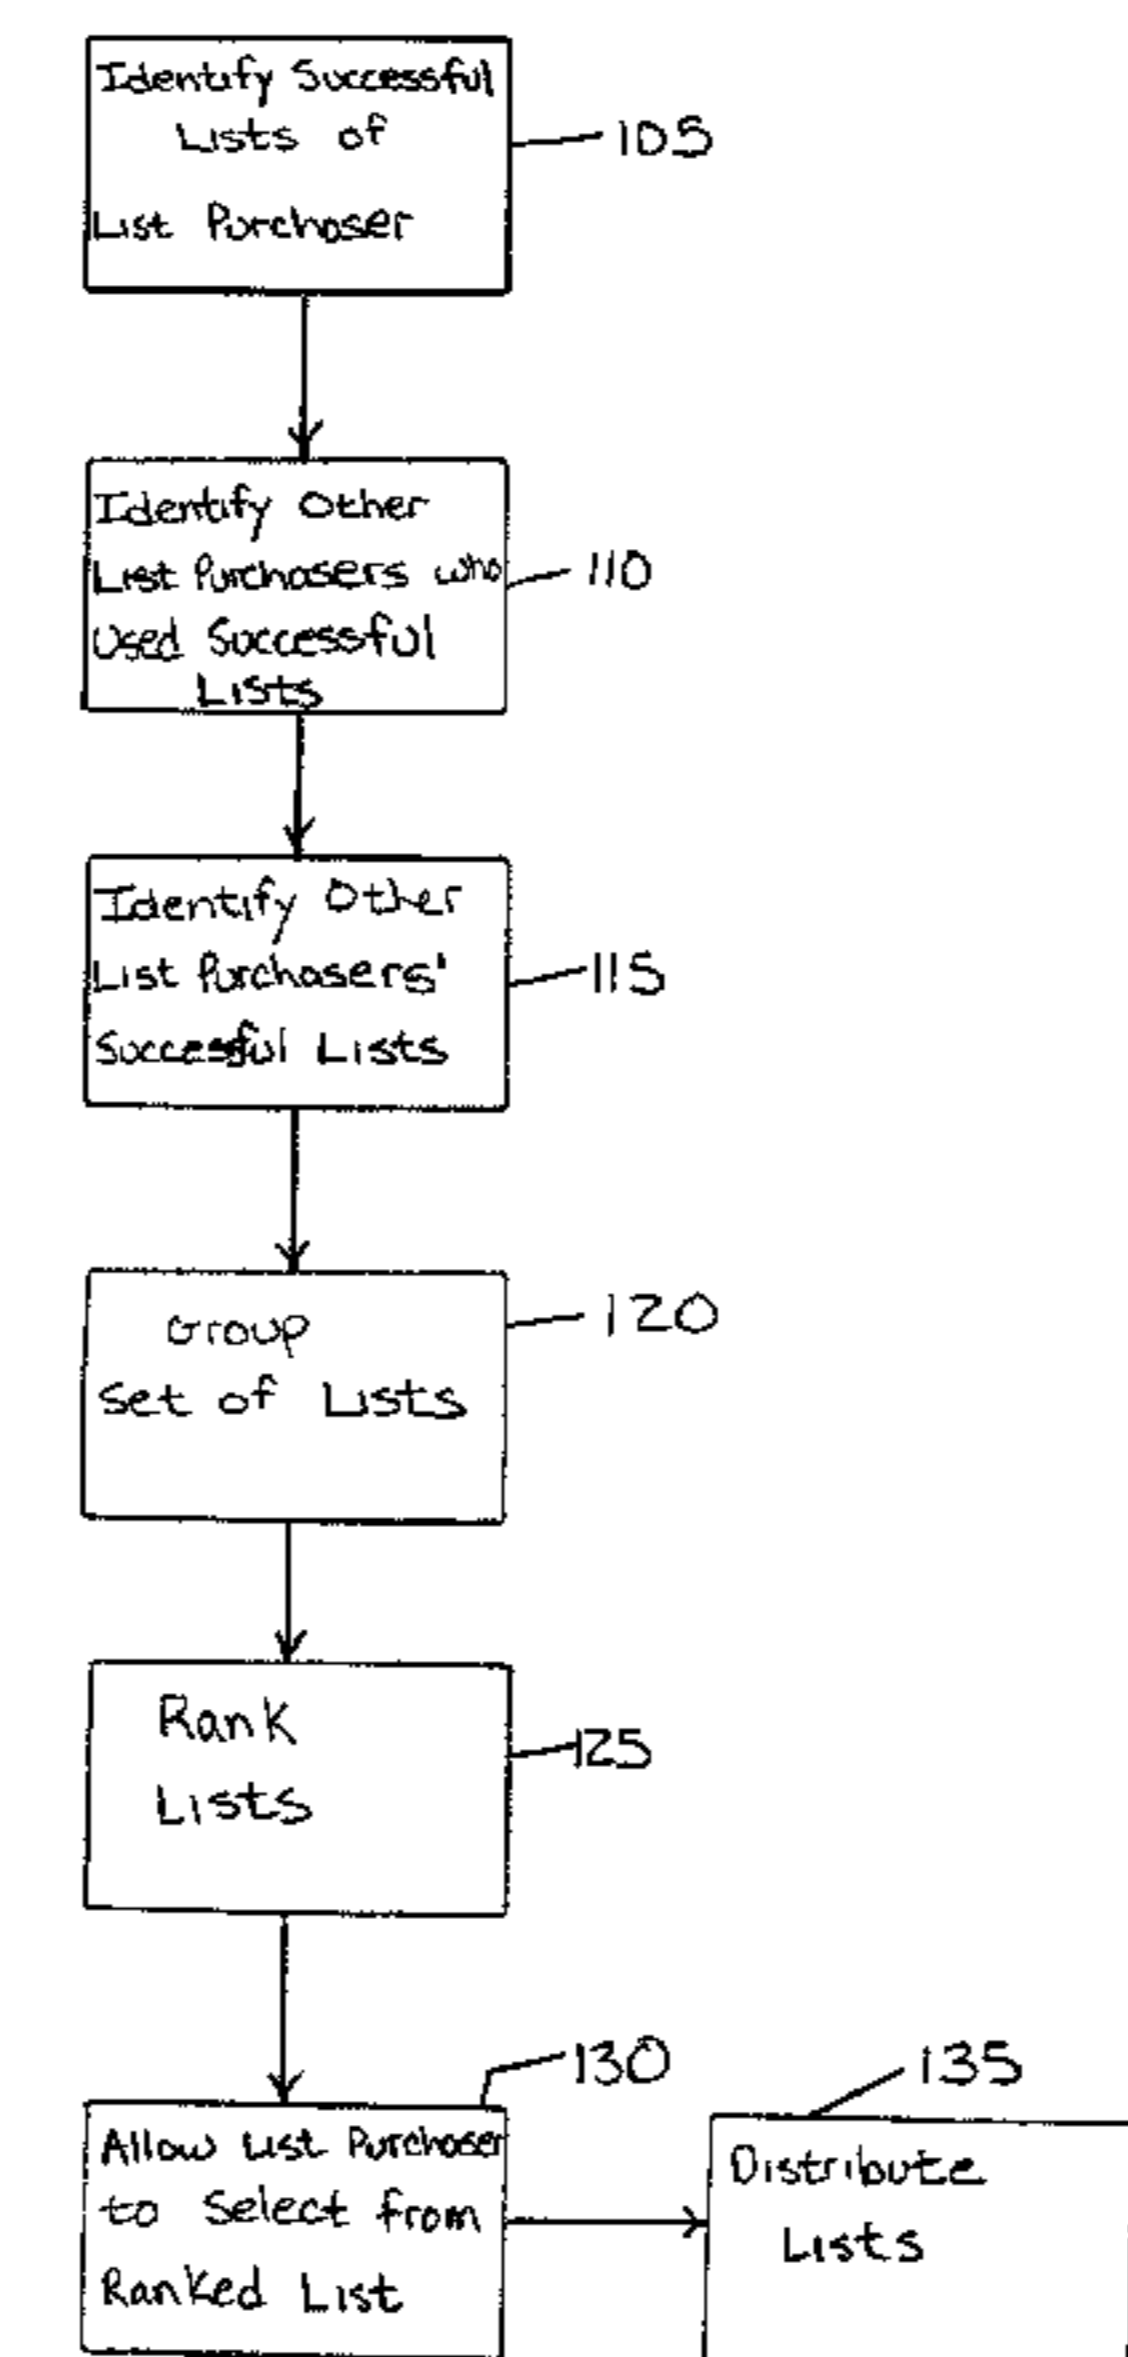 Identify Successful
Lists of
List Purchaser
105
Identify Other
List Purchasers who
Used Successful
Lists
110
Identify Other
List Purchasers'
Successful Lists
115
Group
Set of Lists
120
Rank
Lists
125
130
Allow List Purchaser
to Select from
Ranked List
135
Distribute
Lists